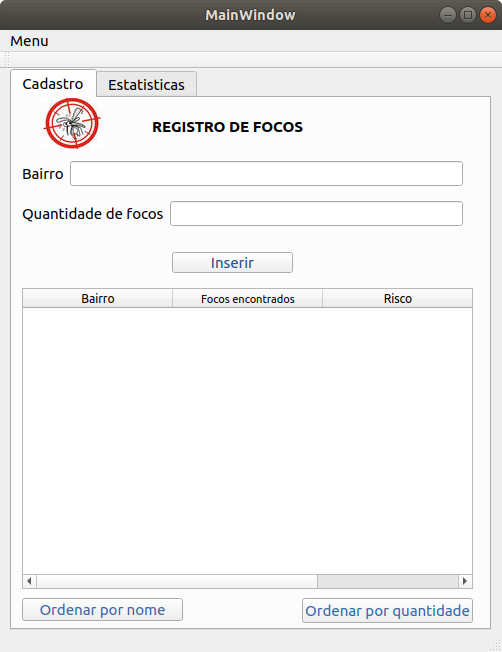 MainWindow
Menu
Cadastro Estatisticas
REGISTRO DE FOCOS
Bairro
Quantidade de focos
Inserir
Bairro Focos encontrados Risco
Ordenar por nome Ordenar por quantidade